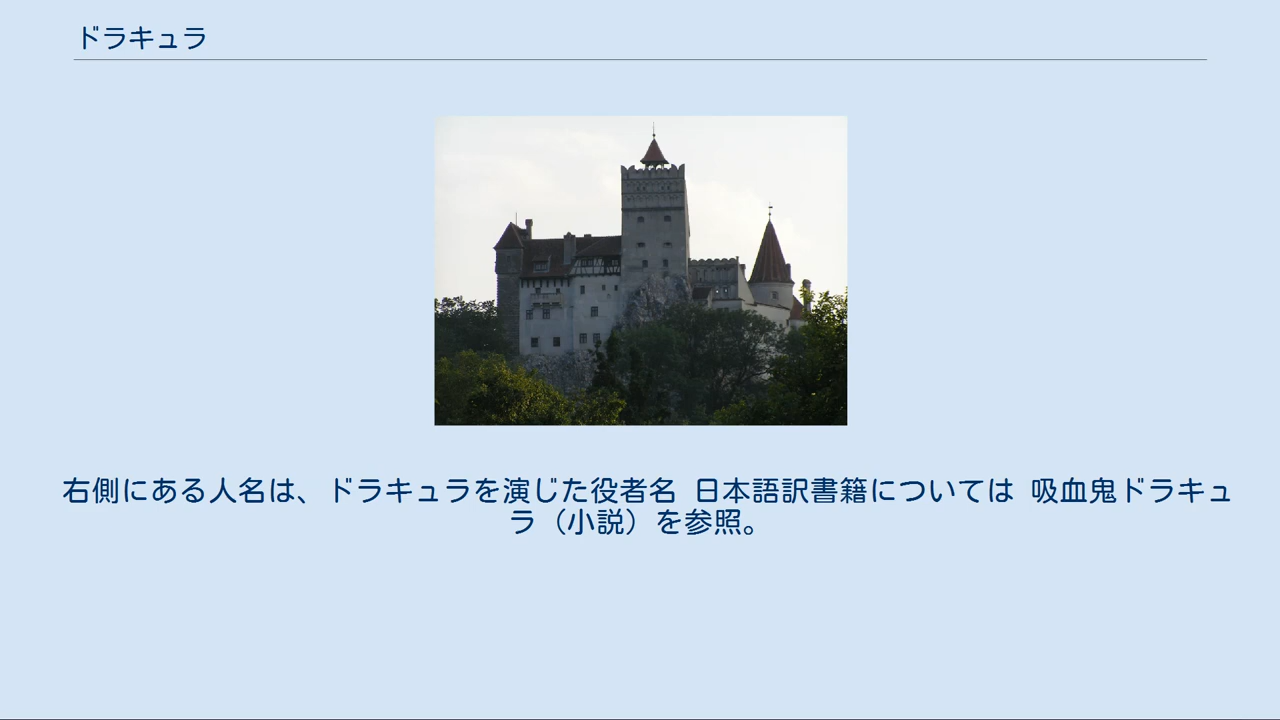 ドラキュラ
右側にある人名は、ドラキュラを演じた役者名 日本語訳書籍については 吸血鬼ドラキュ
ラ（小説）を参照。